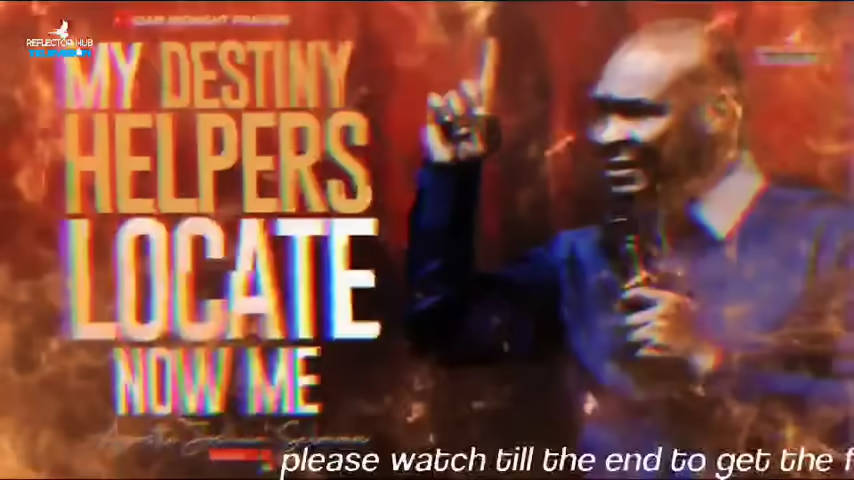 REFLECTOR HUB
MY DESTINY
HELPERS
LOCATE
NOW ME
please watch till the end to get the f